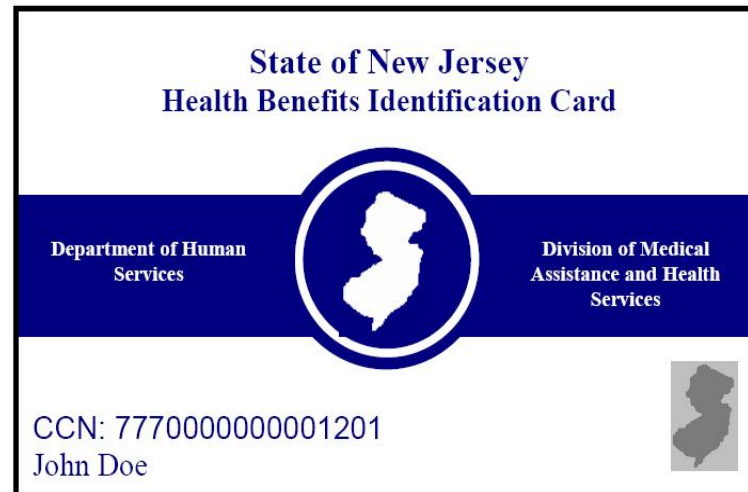 State of New Jersey
Health Benefits Identification Card
Department of Human
Services
Division of Medical
Assistance and Health
Services
CCN: 7770000000001201
John Doe